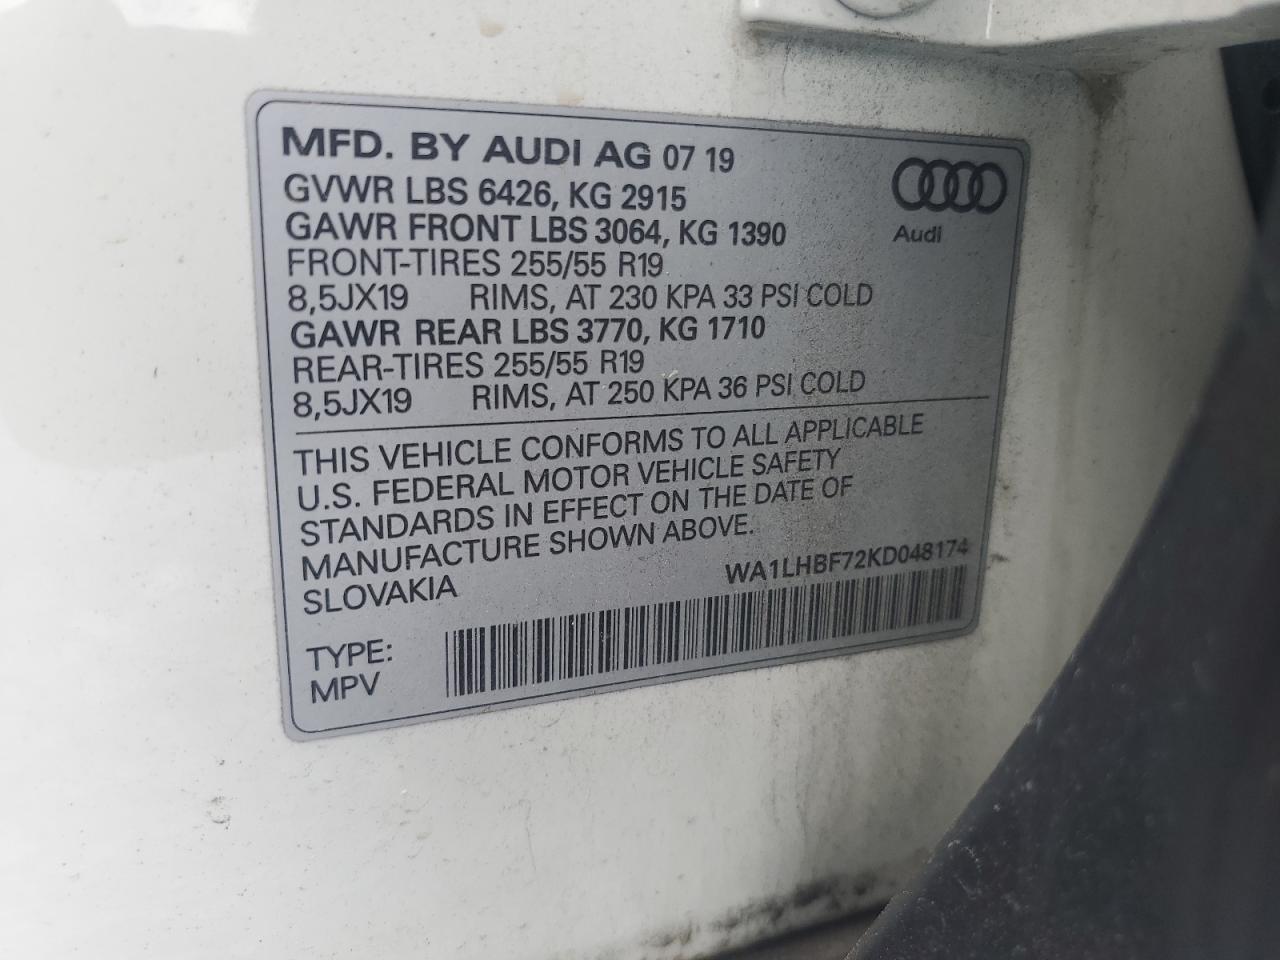 MFD. BY AUDI AG 07 19
GVWR LBS 6426, KG 2915
GAWR FRONT LBS 3064, KG 1390
FRONT-TIRES 255/55 R19
8,5JX19 RIMS, AT 230 KPA 33 PSI COLD
GAWR REAR LBS 3770, KG 1710
REAR-TIRES 255/55 R19
8,5JX19 RIMS, AT 250 KPA 36 PSI COLD
Audi
THIS VEHICLE CONFORMS TO ALL APPLICABLE
U.S. FEDERAL MOTOR VEHICLE SAFETY
STANDARDS IN EFFECT ON THE DATE OF
MANUFACTURE SHOWN ABOVE.
SLOVAKIA
WA1LHBF72KD048174
TYPE:
MPV